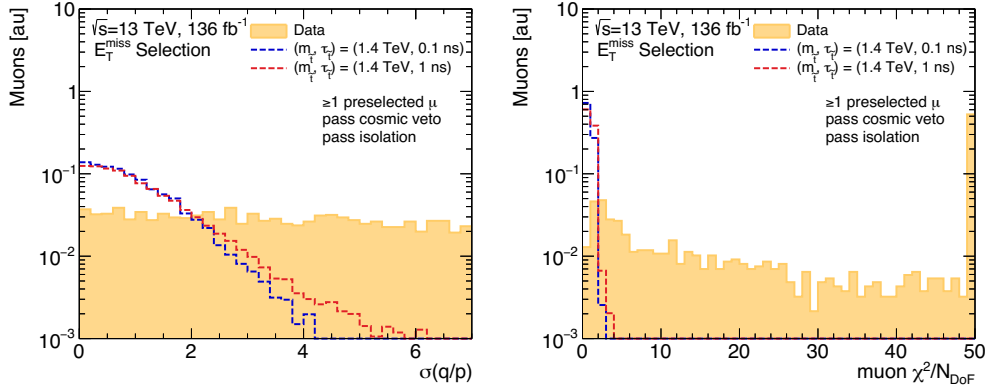 Muons [au]
√s=13 TeV, 136 fb⁻¹
E_T^miss Selection
Data
(m_t̃, τ_t̃) = (1.4 TeV, 0.1 ns)
(m_t̃, τ_t̃) = (1.4 TeV, 1 ns)
≥1 preselected μ
pass cosmic veto
pass isolation
10
1
10⁻¹
10⁻²
10⁻³
0 2 4 6
σ(q/p)
Muons [au]
√s=13 TeV, 136 fb⁻¹
E_T^miss Selection
Data
(m_t̃, τ_t̃) = (1.4 TeV, 0.1 ns)
(m_t̃, τ_t̃) = (1.4 TeV, 1 ns)
≥1 preselected μ
pass cosmic veto
pass isolation
10
1
10⁻¹
10⁻²
10⁻³
0 10 20 30 40 50
muon χ²/N_DoF